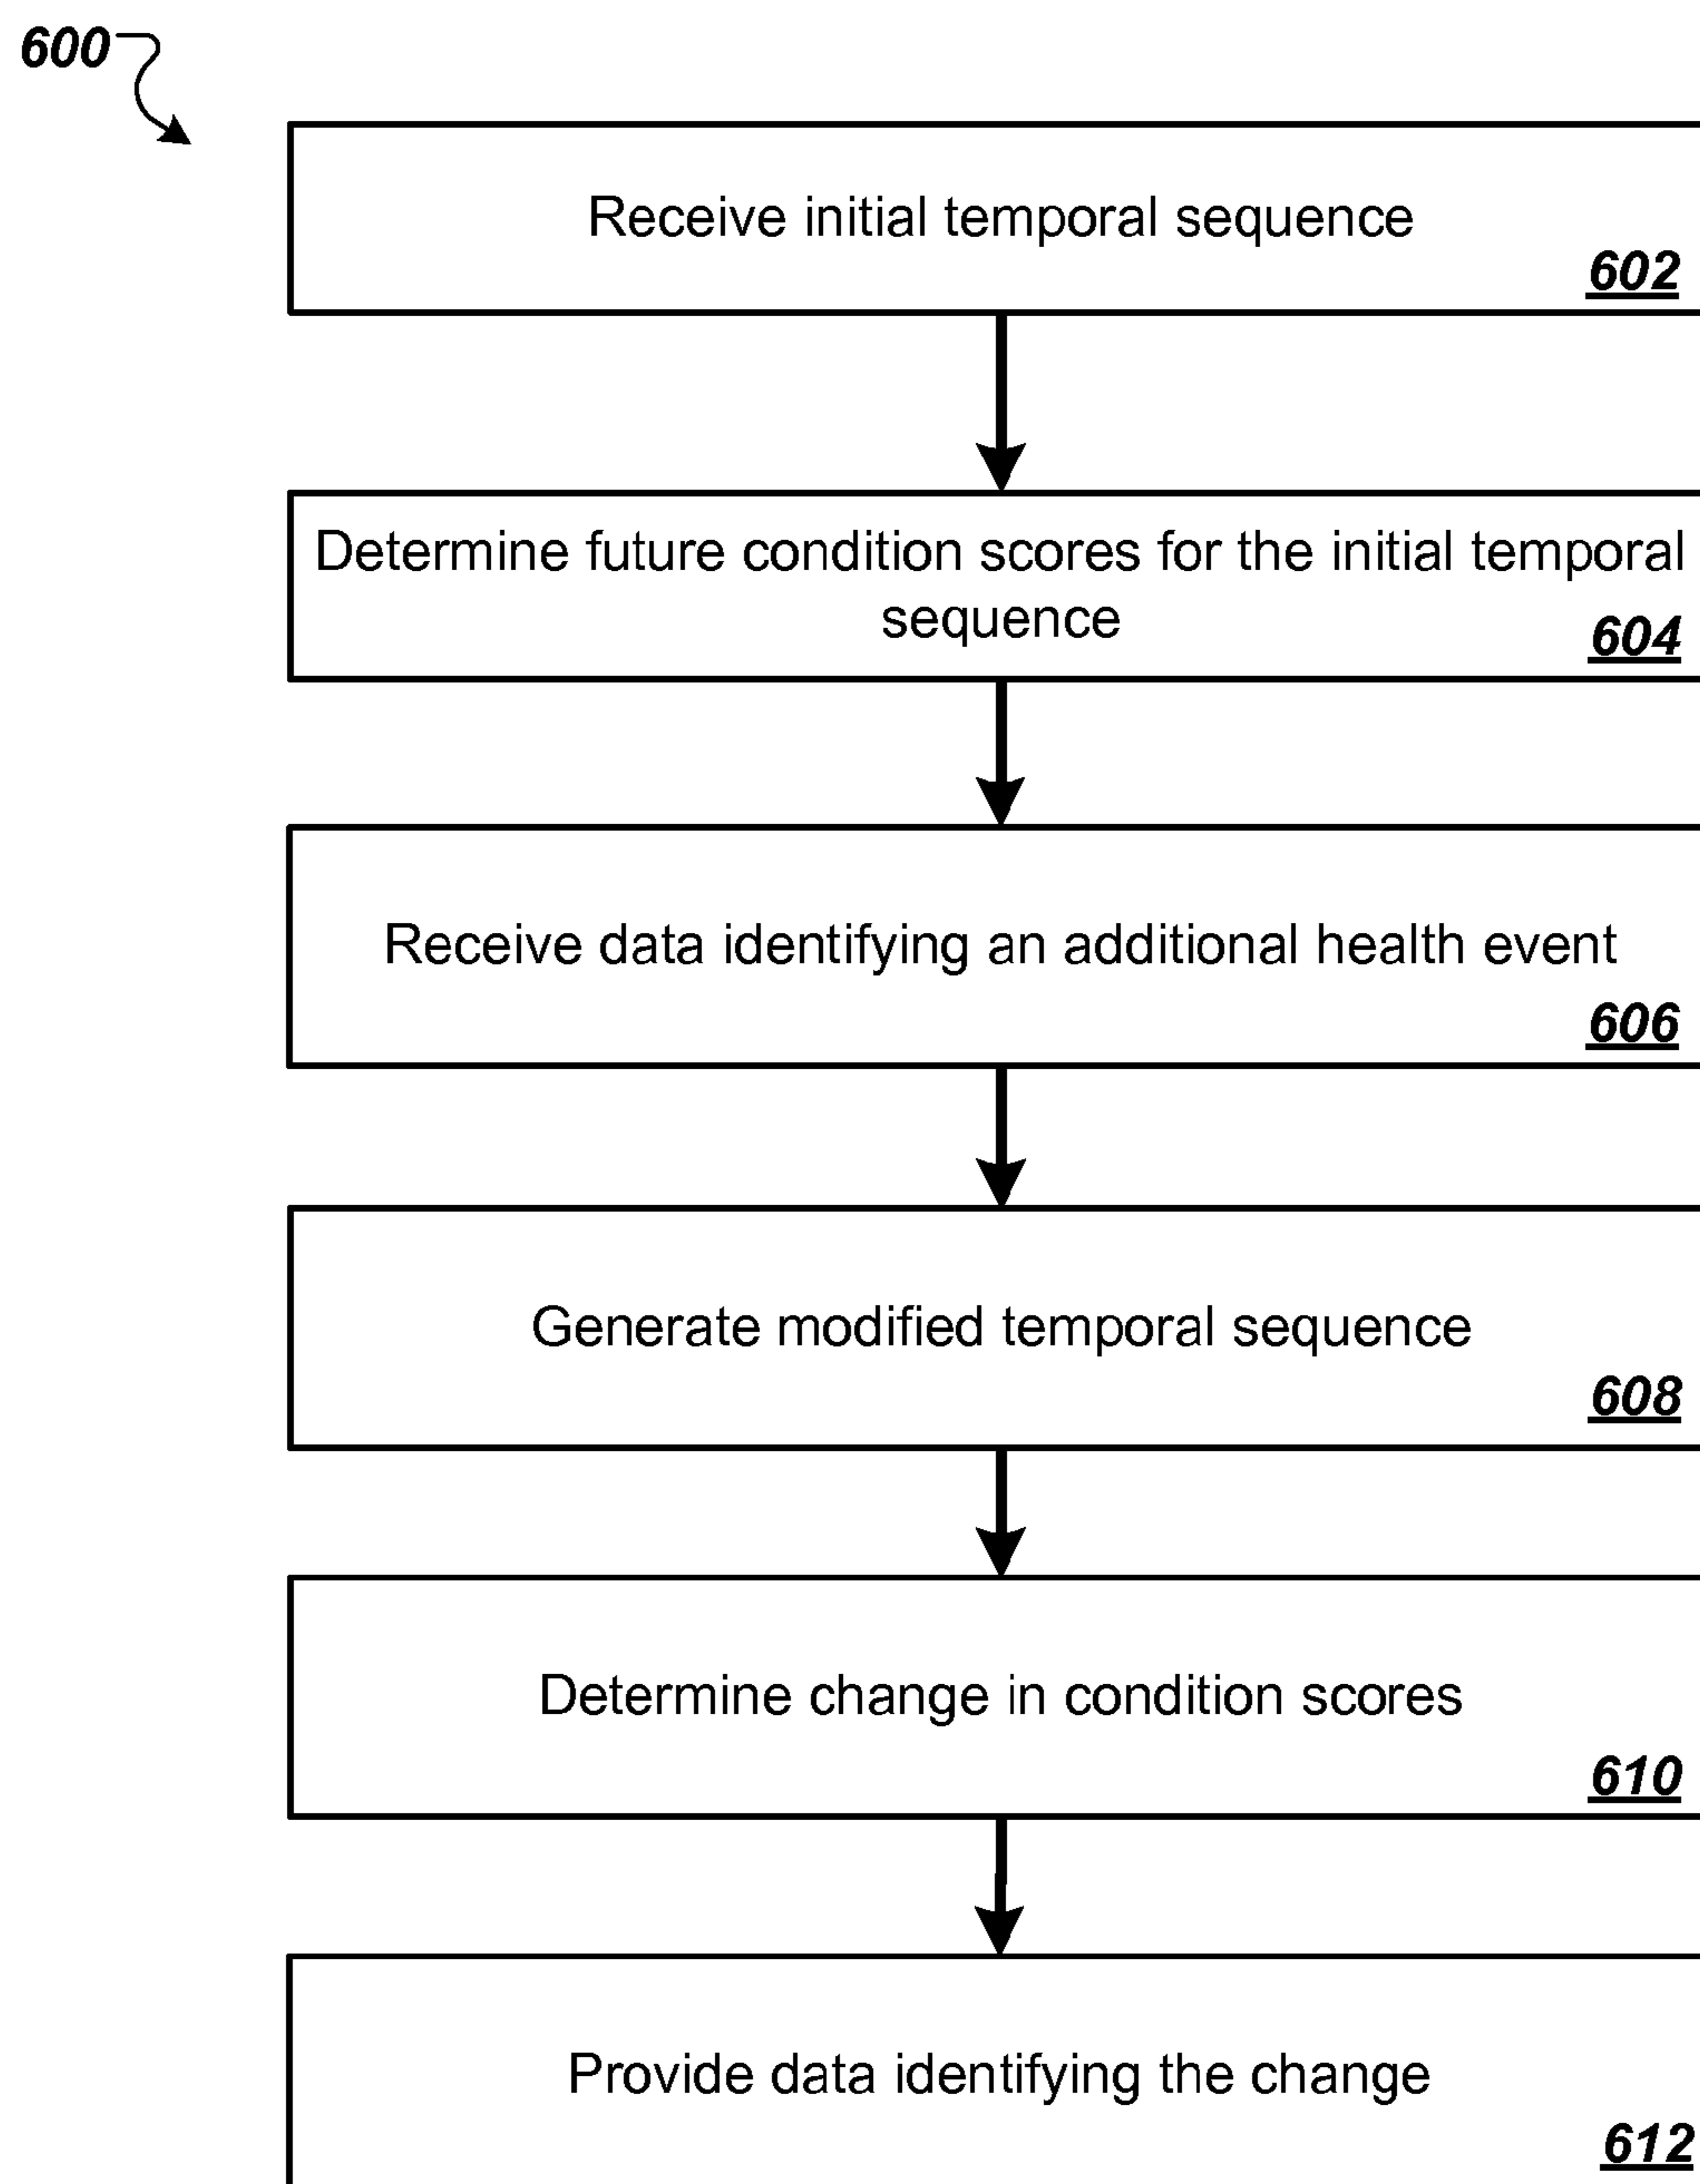 600
Receive initial temporal sequence
602
Determine future condition scores for the initial temporal
sequence
604
Receive data identifying an additional health event
606
Generate modified temporal sequence
608
Determine change in condition scores
610
Provide data identifying the change
612